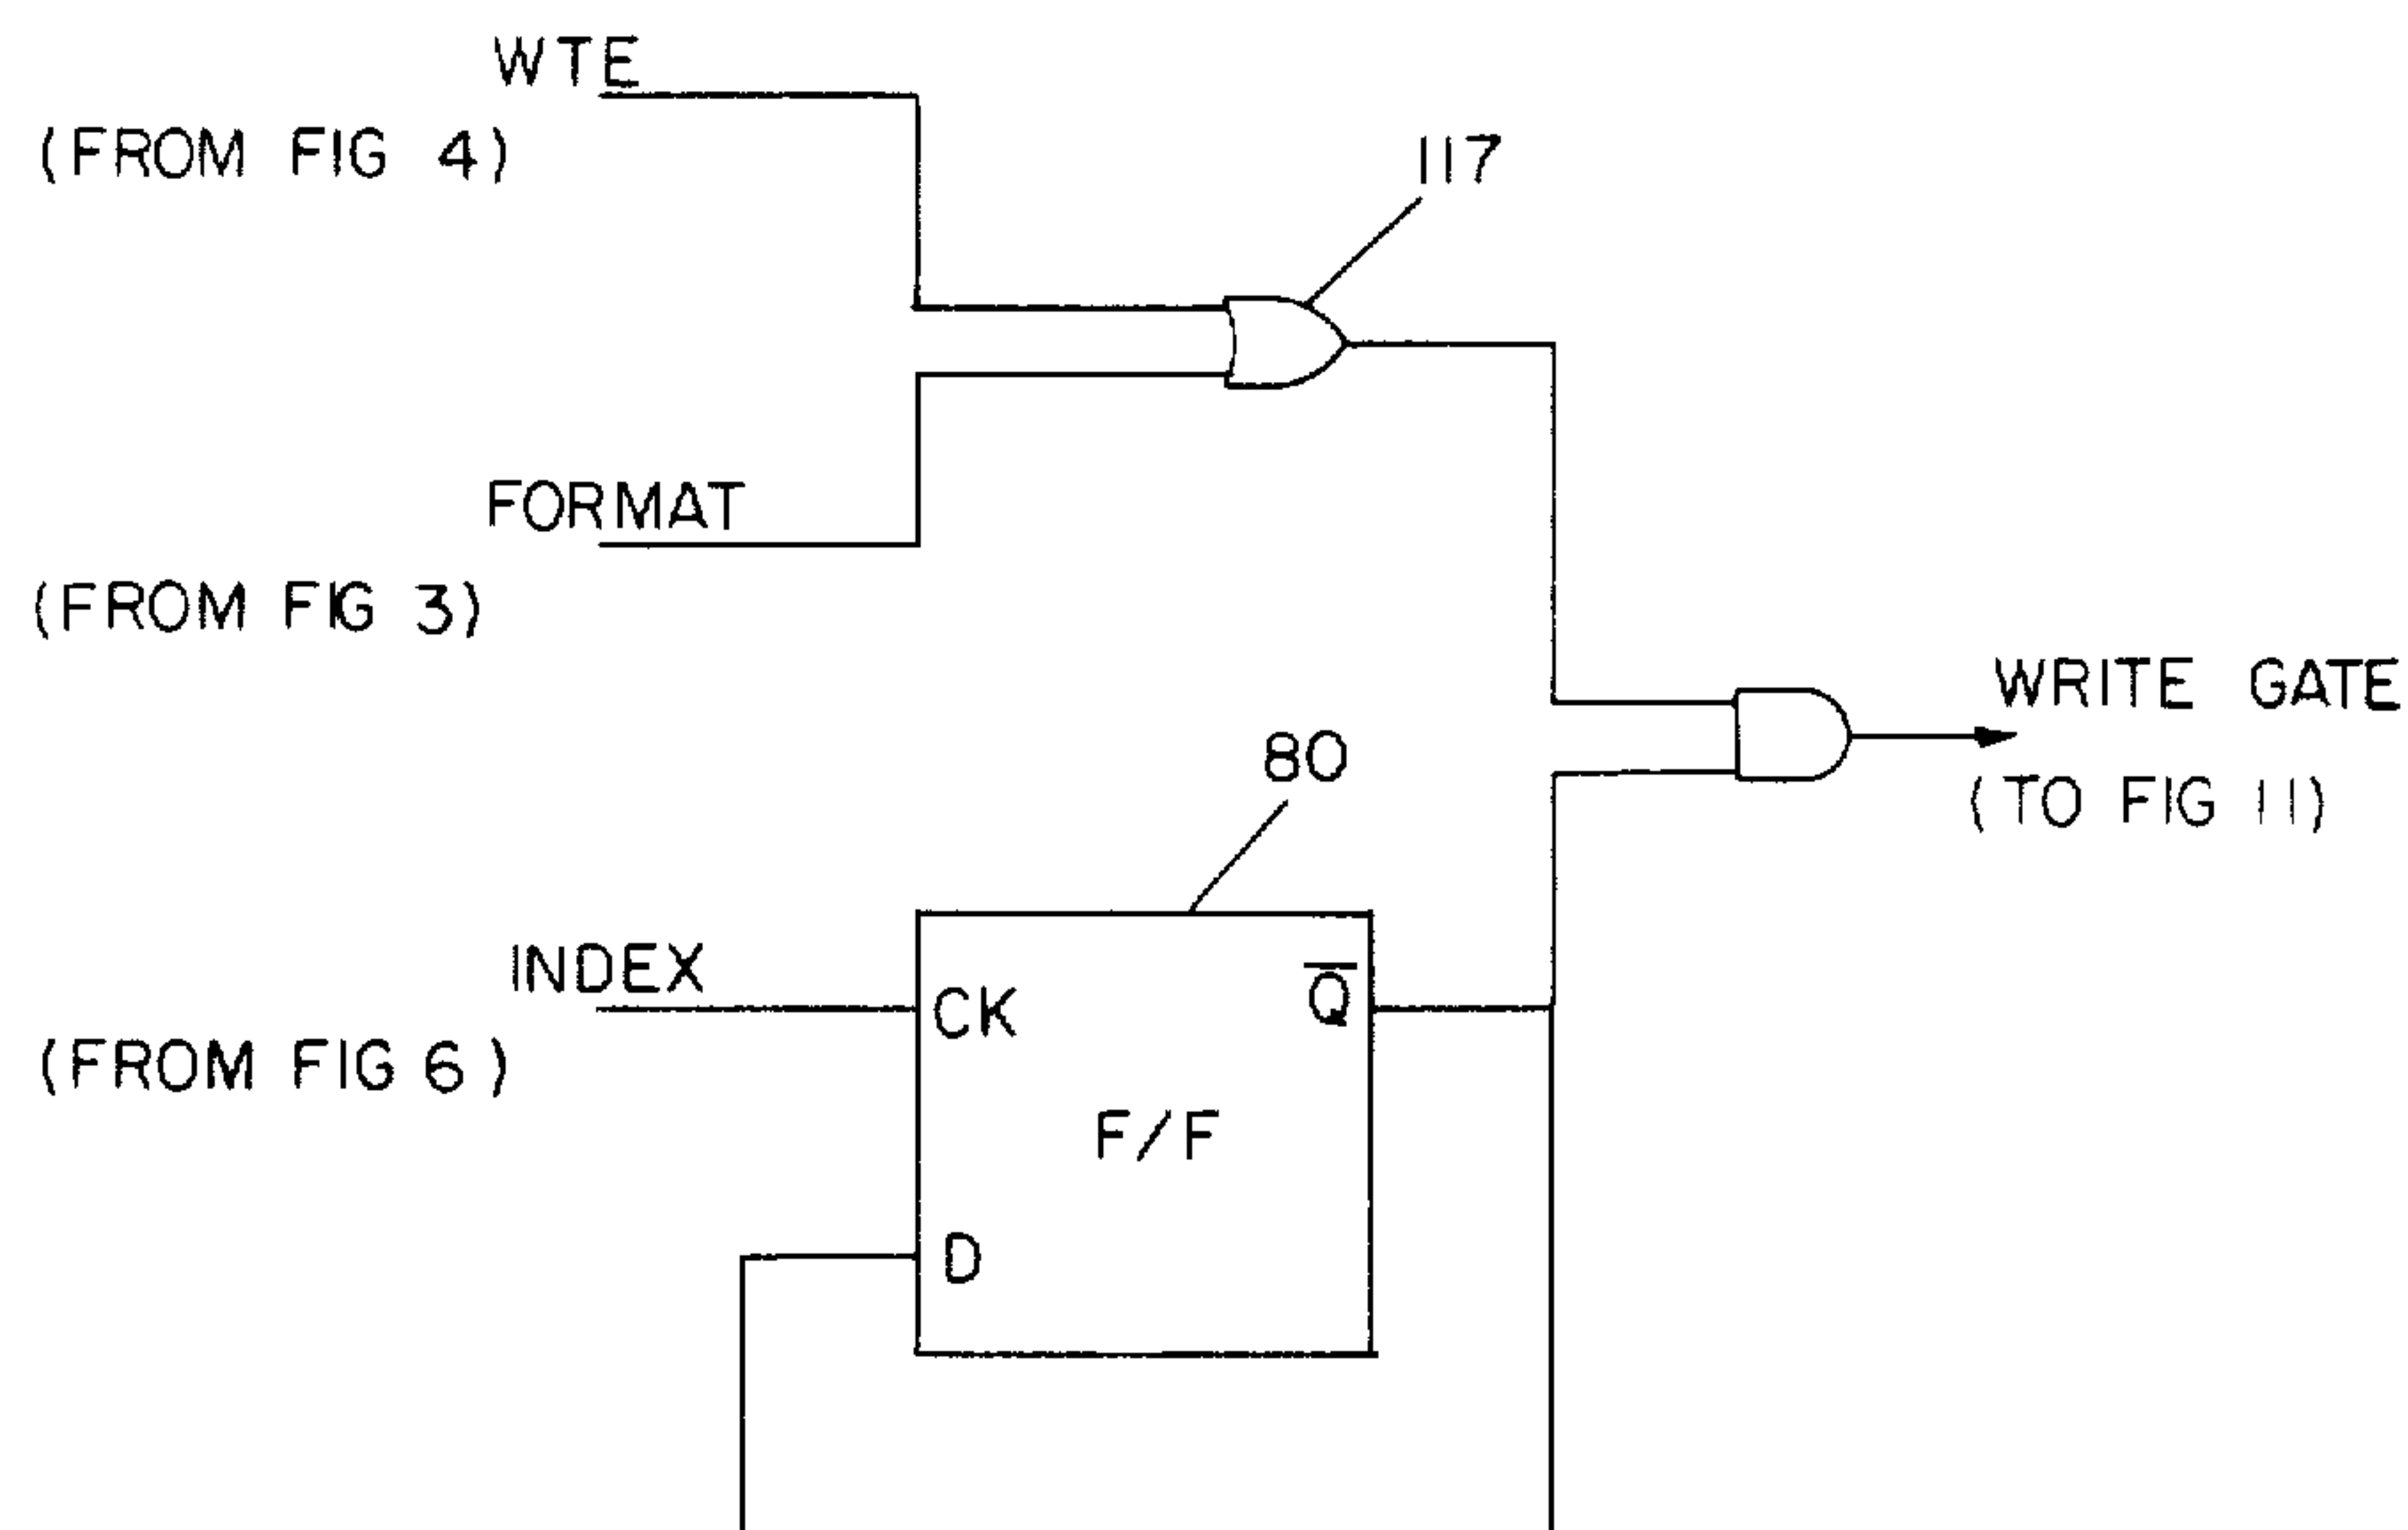 WTE
(FROM FIG 4)
117
FORMAT
(FROM FIG 3)
WRITE GATE
(TO FIG 11)
80
INDEX
(FROM FIG 6)
CK
Q̅
F/F
D